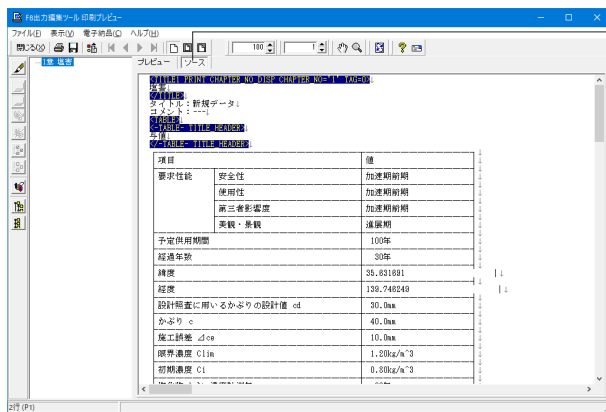 F8出力編集ツール 印刷プレビュー
ファイル(F) 表示(V) 電子納品(C) ヘルプ(H)
閉じる(X) 100 1
1章 塩害
プレビュー ソース
<TITLE1 PRINT_CHAPTER_NO DISP_CHAPTER_NO="1" TAG=0>↓
塩害↓
</TITLE1>↓
タイトル：新規データ↓
コメント：---↓
<TABLE>↓
<-TABLE- TITLE_HEADER>↓
与値↓
</-TABLE- TITLE_HEADER>↓
項目 値
要求性能 安全性 加速期前期
使用性 加速期前期
第三者影響度 加速期前期
美観・景観 進展期
予定供用期間 100年
経過年数 30年
緯度 35.631691
経度 139.746249
設計照査に用いるかぶりの設計値 cd 30.0mm
かぶり c 40.0mm
施工誤差 ⊿ce 10.0mm
限界濃度 Clim 1.20kg/m^3
初期濃度 Ci 0.30kg/m^3
2行 (P1)